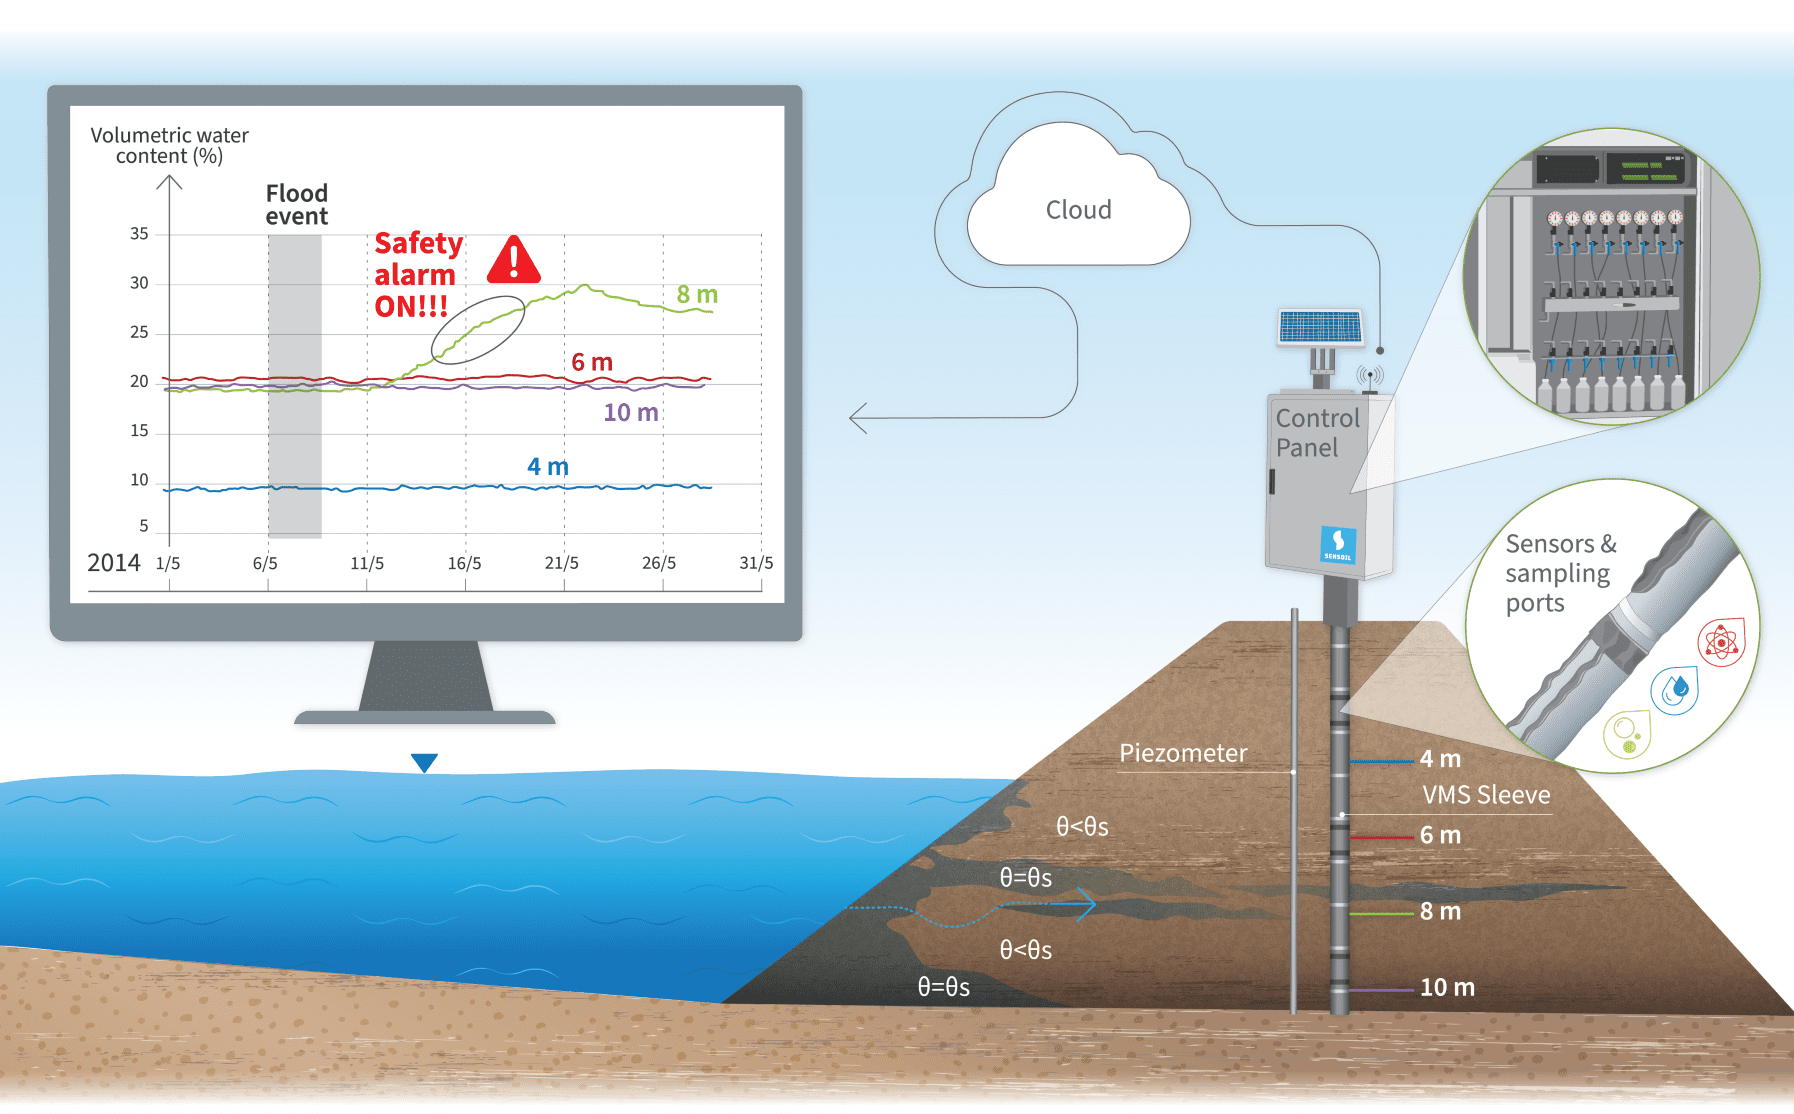 Volumetric water
content (%)
Flood
event
Safety
alarm
ON!!!
35
30
25
20
15
10
5
8 m
6 m
10 m
4 m
2014
1/5
6/5
11/5
16/5
21/5
26/5
31/5
Cloud
Control
Panel
SENSOIL
Sensors &
sampling
ports
Piezometer
4 m
VMS Sleeve
6 m
8 m
10 m
θ<θs
θ=θs
θ<θs
θ=θs